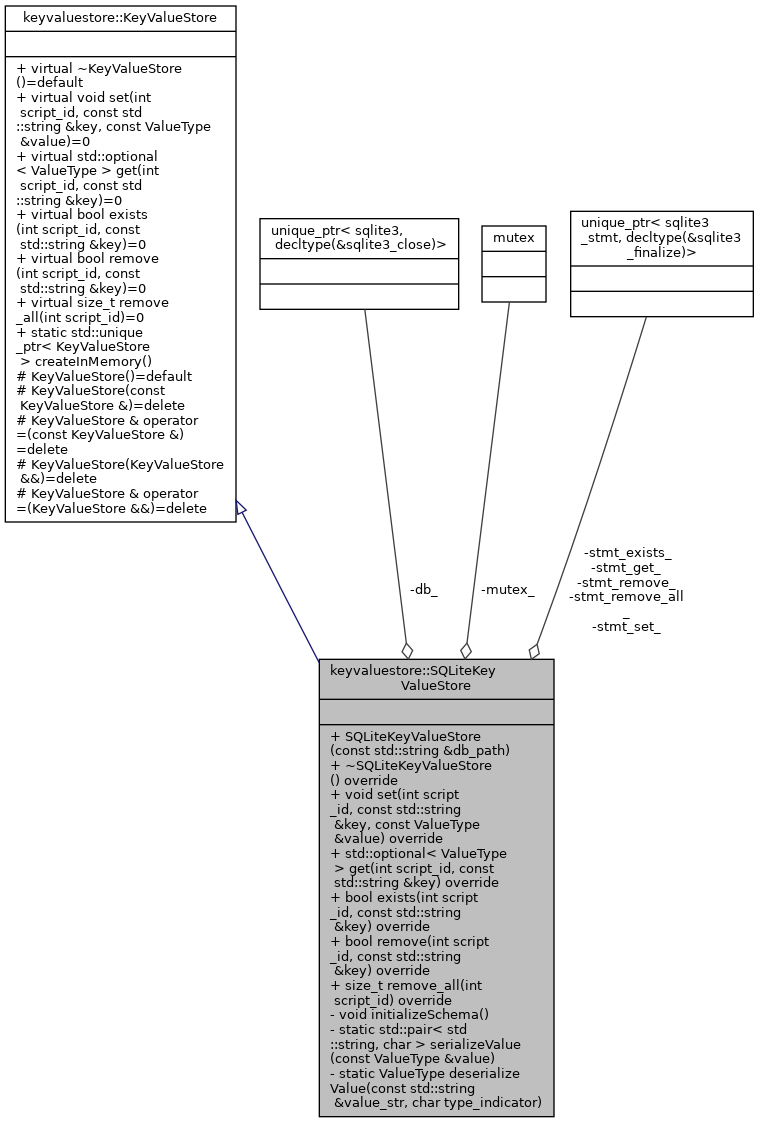 keyvaluestore::KeyValueStore
+ virtual ~KeyValueStore
()=default
+ virtual void set(int
script_id, const std
::string &key, const ValueType
&value)=0
+ virtual std::optional
< ValueType > get(int
script_id, const std
::string &key)=0
+ virtual bool exists
(int script_id, const
std::string &key)=0
+ virtual bool remove
(int script_id, const
std::string &key)=0
+ virtual size_t remove
_all(int script_id)=0
+ static std::unique
_ptr< KeyValueStore
> createInMemory()
# KeyValueStore()=default
# KeyValueStore(const
KeyValueStore &)=delete
# KeyValueStore & operator
=(const KeyValueStore &)
=delete
# KeyValueStore(KeyValueStore
&&)=delete
# KeyValueStore & operator
=(KeyValueStore &&)=delete
unique_ptr< sqlite3,
decltype(&sqlite3_close)>
mutex
unique_ptr< sqlite3
_stmt, decltype(&sqlite3
_finalize)>
-db_
-mutex_
-stmt_exists_
-stmt_get_
-stmt_remove_
-stmt_remove_all
_
-stmt_set_
keyvaluestore::SQLiteKey
ValueStore
+ SQLiteKeyValueStore
(const std::string &db_path)
+ ~SQLiteKeyValueStore
() override
+ void set(int script
_id, const std::string
&key, const ValueType
&value) override
+ std::optional< ValueType
> get(int script_id, const
std::string &key) override
+ bool exists(int script
_id, const std::string
&key) override
+ bool remove(int script
_id, const std::string
&key) override
+ size_t remove_all(int
script_id) override
- void initializeSchema()
- static std::pair< std
::string, char > serializeValue
(const ValueType &value)
- static ValueType deserialize
Value(const std::string
&value_str, char type_indicator)